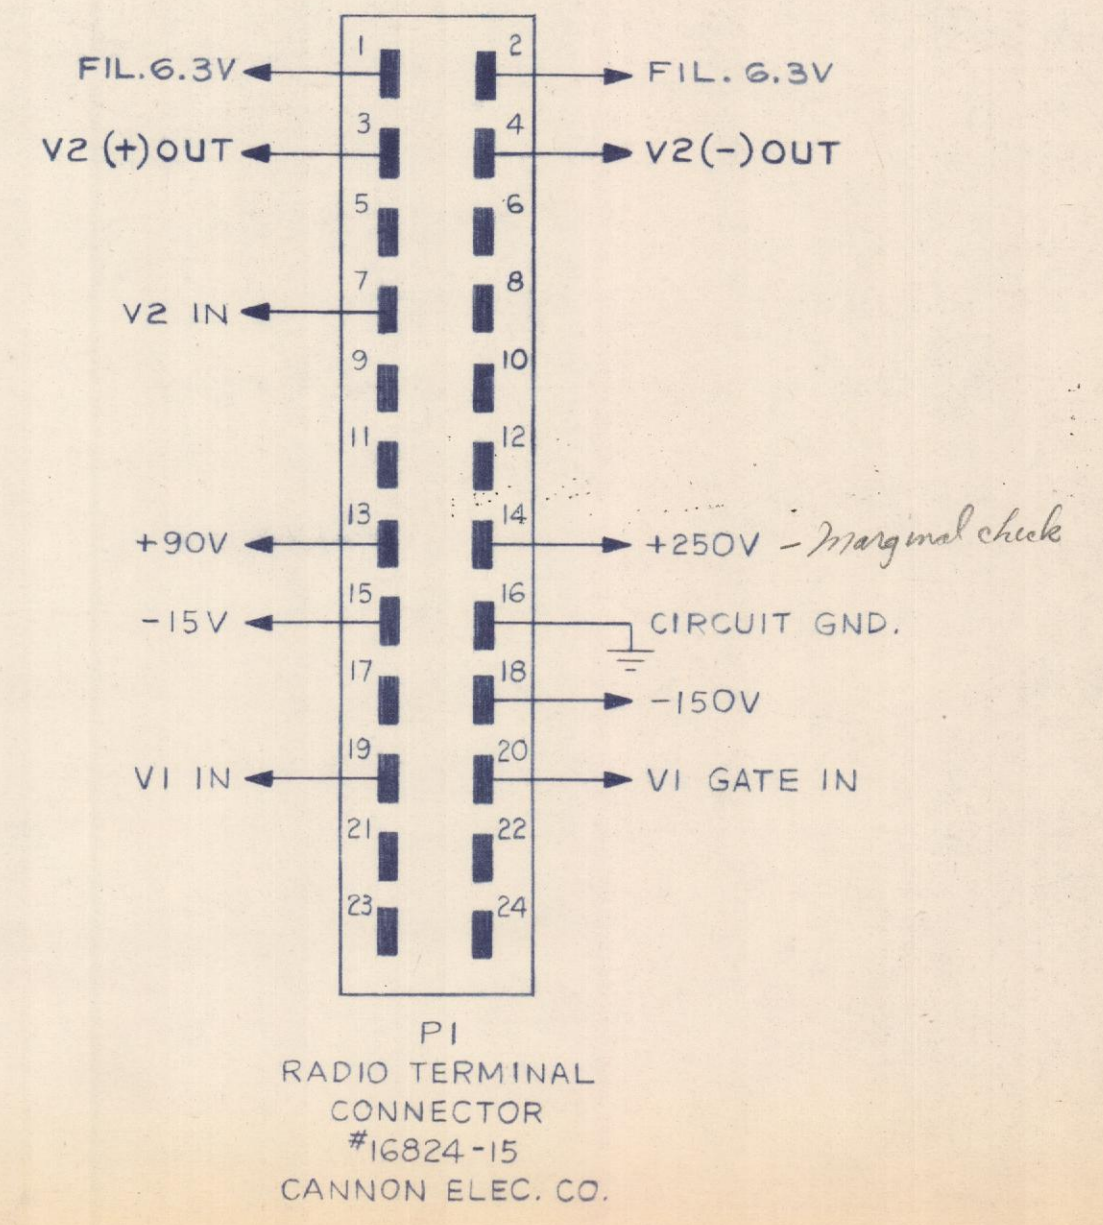 FIL.6.3V 1 2 FIL. 6.3V
V2 (+)OUT 3 4 V2(-)OUT
5 6
V2 IN 7 8
9 10
11 12
+90V 13 14 +250V - Marginal check
-15V 15 16 CIRCUIT GND.
17 18 -150V
V1 IN 19 20 V1 GATE IN
21 22
23 24
P1
RADIO TERMINAL
CONNECTOR
#16824-15
CANNON ELEC. CO.